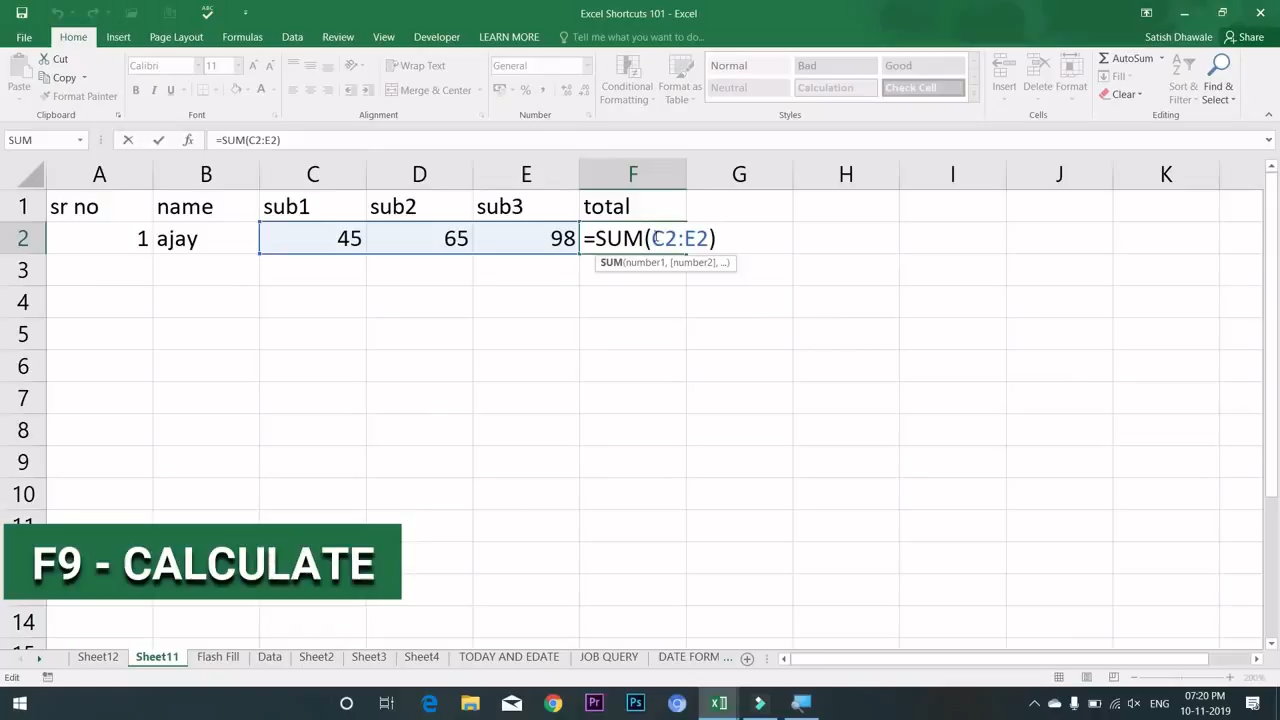 Excel Shortcuts 101 - Excel
File Home Insert Page Layout Formulas Data Review View Developer LEARN MORE Tell me what you want to do... Satish Dhawale Share
Cut
Copy
Format Painter
Paste
Calibri 11
B I U
Wrap Text
Merge & Center
General
Conditional Formatting
Format as Table
Normal Bad Good
Neutral Calculation Check Cell
Insert Delete Format
AutoSum
Fill
Clear
Sort & Filter
Find & Select
Clipboard Font Alignment Number Styles Cells Editing
SUM fx =SUM(C2:E2)
A B C D E F G H I J K
1 sr no name sub1 sub2 sub3 total
2 1 ajay 45 65 98 =SUM(C2:E2)
SUM(number1, [number2], ...)
3
4
5
6
7
8
9
10
F9 - CALCULATE
14
Sheet12 Sheet11 Flash Fill Data Sheet2 Sheet3 Sheet4 TODAY AND EDATE JOB QUERY DATE FORM ...
Edit 200%
ENG 07:20 PM
10-11-2019